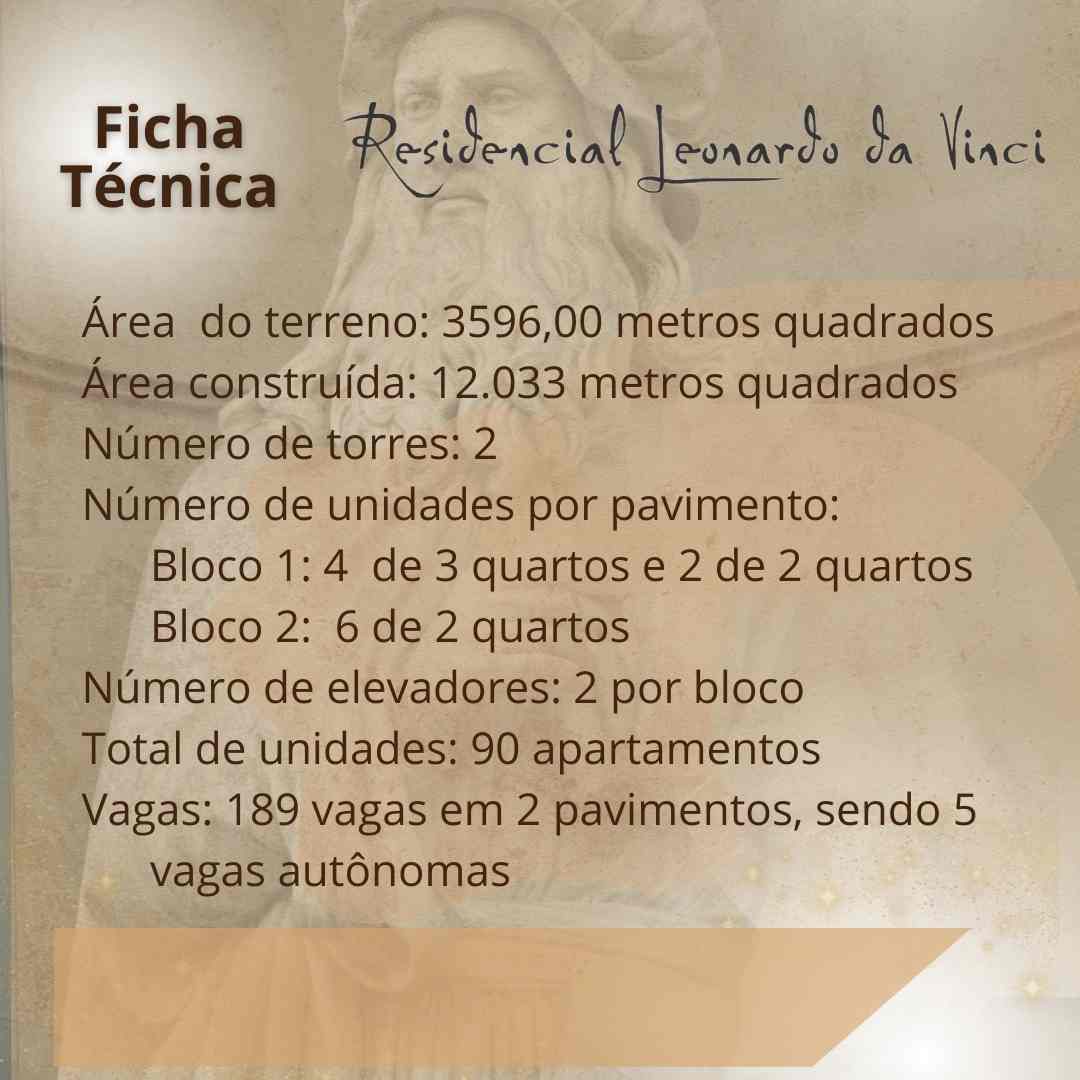 Ficha
Técnica
Residencial Leonardo da Vinci
Área do terreno: 3596,00 metros quadrados
Área construída: 12.033 metros quadrados
Número de torres: 2
Número de unidades por pavimento:
Bloco 1: 4 de 3 quartos e 2 de 2 quartos
Bloco 2: 6 de 2 quartos
Número de elevadores: 2 por bloco
Total de unidades: 90 apartamentos
Vagas: 189 vagas em 2 pavimentos, sendo 5
vagas autônomas